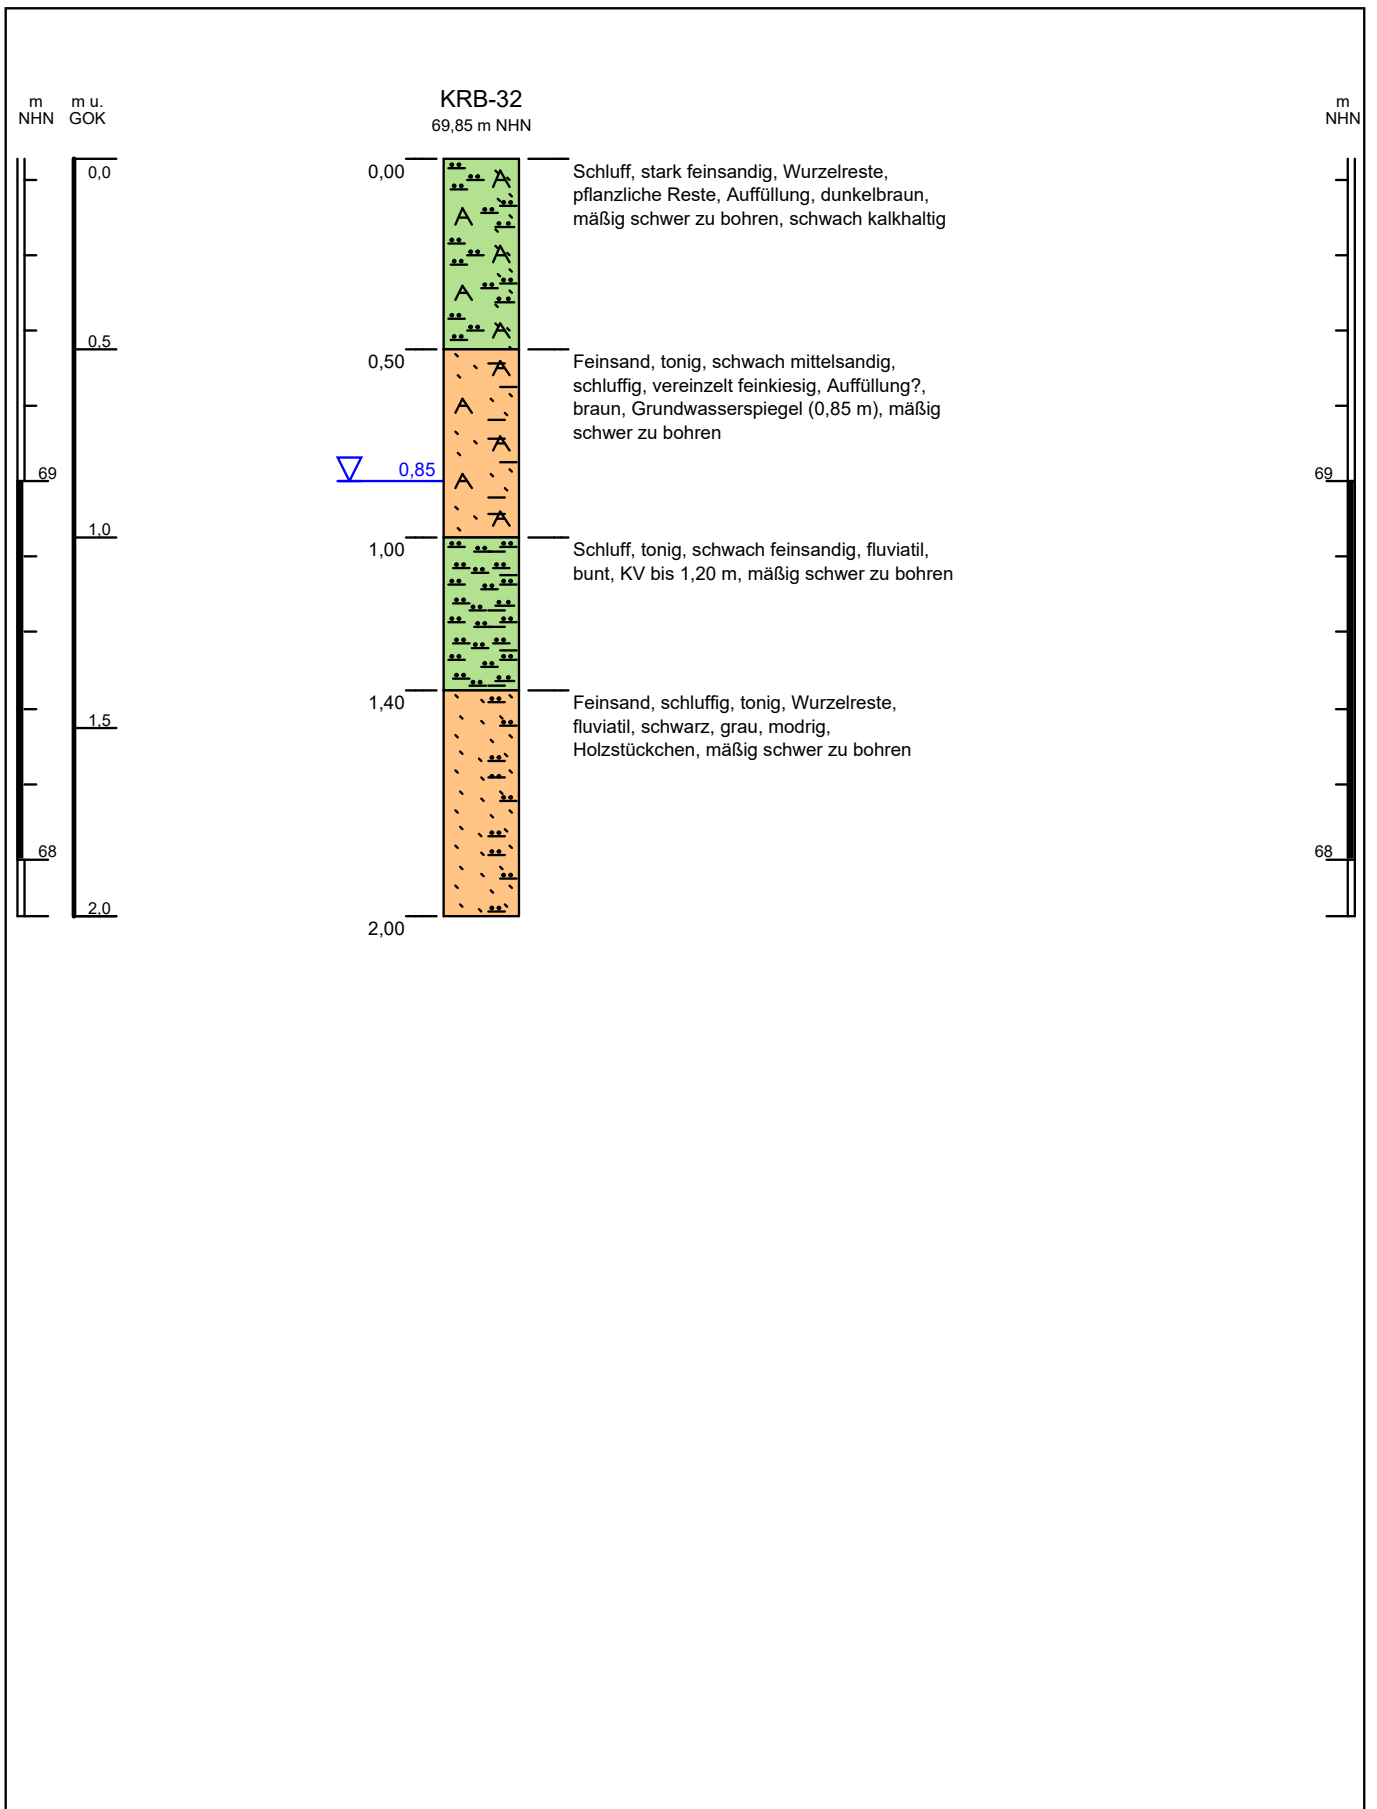 m
NHN
m u.
GOK
KRB-32
69,85 m NHN
m
NHN
0,0
0,00
Schluff, stark feinsandig, Wurzelreste,
pflanzliche Reste, Auffüllung, dunkelbraun,
mäßig schwer zu bohren, schwach kalkhaltig
0,5
0,50
Feinsand, tonig, schwach mittelsandig,
schluffig, vereinzelt feinkiesig, Auffüllung?,
braun, Grundwasserspiegel (0,85 m), mäßig
schwer zu bohren
69
0,85
69
1,0
1,00
Schluff, tonig, schwach feinsandig, fluviatil,
bunt, KV bis 1,20 m, mäßig schwer zu bohren
1,40
Feinsand, schluffig, tonig, Wurzelreste,
fluviatil, schwarz, grau, modrig,
Holzstückchen, mäßig schwer zu bohren
1,5
68
68
2,0
2,00
A
A
A
A
A
A
A
A
A
A